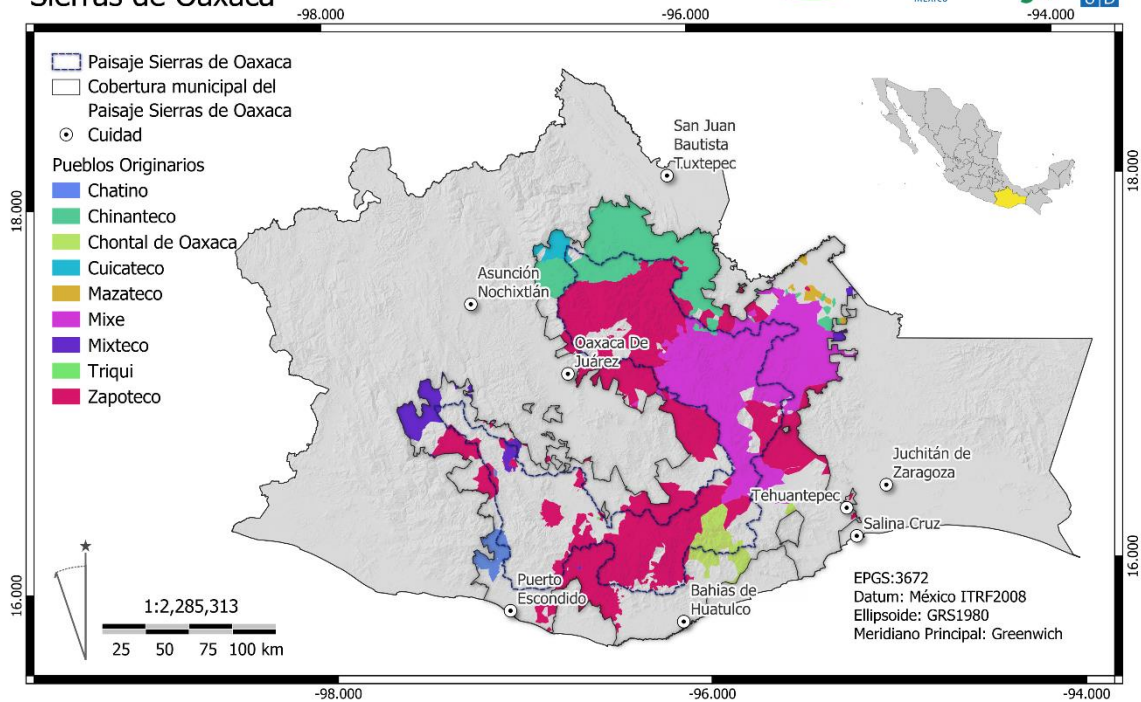 Sierras de Oaxaca
MÉXICO
-98.000
-96.000
-94.000
Paisaje Sierras de Oaxaca
Cobertura municipal del
Paisaje Sierras de Oaxaca
Cuidad
Pueblos Originarios
Chatino
Chinanteco
Chontal de Oaxaca
Cuicateco
Mazateco
Mixe
Mixteco
Triqui
Zapoteco
San Juan
Bautista
Tuxtepec
Asunción
Nochixtlán
Oaxaca De
Juárez
Juchitán de
Zaragoza
Tehuantepec
Salina Cruz
Puerto
Escondido
Bahias de
Huatulco
18.000
18.000
16.000
16.000
1:2,285,313
25 50 75 100 km
EPGS:3672
Datum: México ITRF2008
Ellipsoide: GRS1980
Meridiano Principal: Greenwich
-98.000
-96.000
-94.000